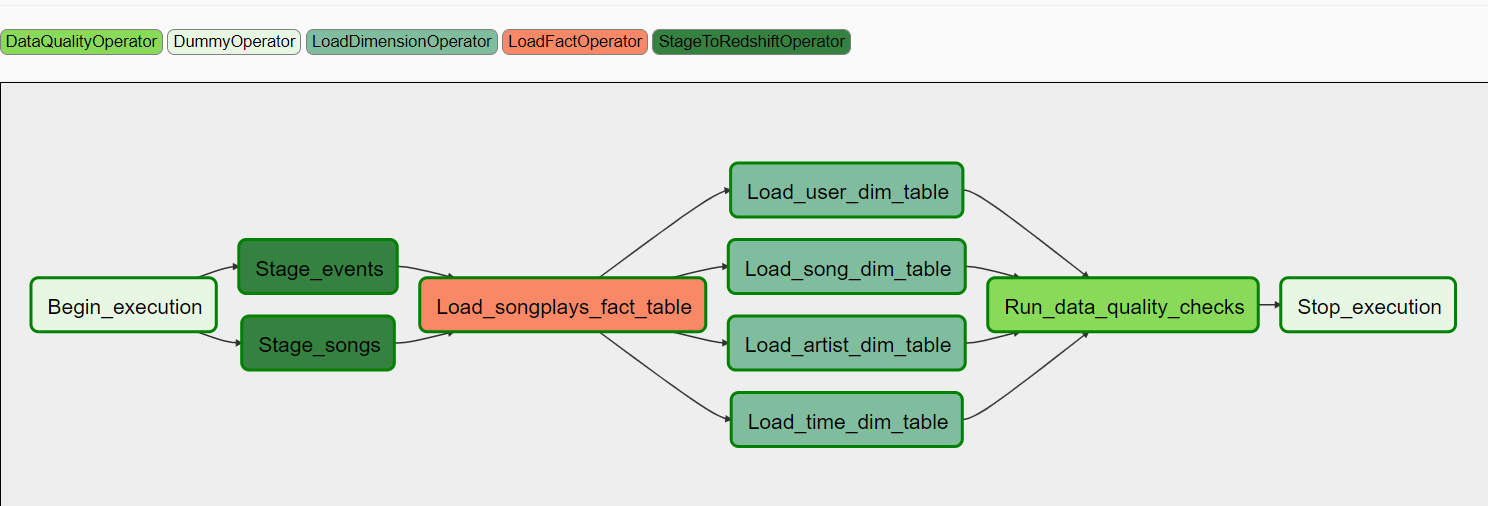 DataQualityOperator DummyOperator LoadDimensionOperator LoadFactOperator StageToRedshiftOperator
Begin_execution
Stage_events
Stage_songs
Load_songplays_fact_table
Load_user_dim_table
Load_song_dim_table
Load_artist_dim_table
Load_time_dim_table
Run_data_quality_checks
Stop_execution